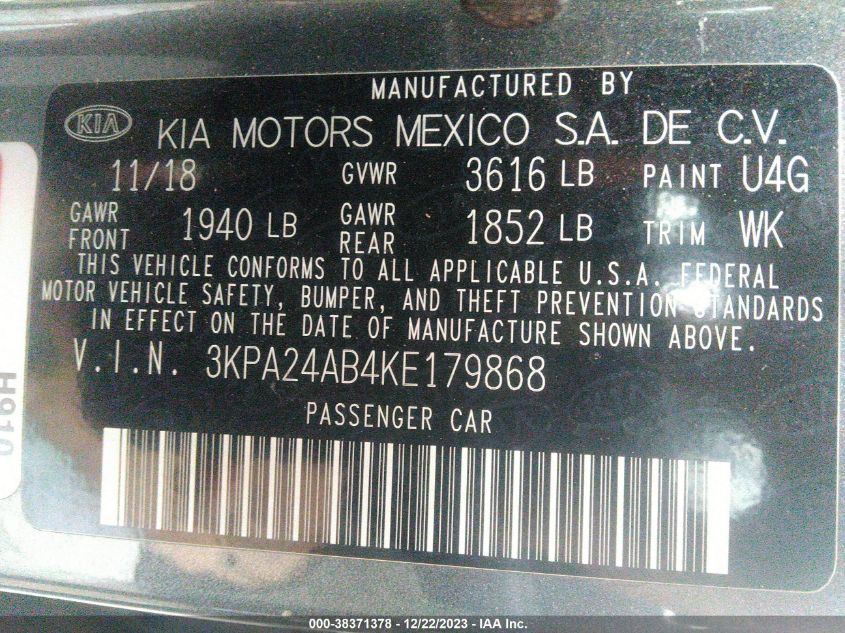 MANUFACTURED BY
KIA KIA MOTORS MEXICO S.A. DE C.V.
11/18 GVWR 3616 LB PAINT U4G
GAWR FRONT 1940 LB GAWR REAR 1852 LB TRIM WK
THIS VEHICLE CONFORMS TO ALL APPLICABLE U.S.A. FEDERAL
MOTOR VEHICLE SAFETY, BUMPER, AND THEFT PREVENTION STANDARDS
IN EFFECT ON THE DATE OF MANUFACTURE SHOWN ABOVE.
V.I.N. 3KPA24AB4KE179868
PASSENGER CAR
H910
000-38371378 - 12/22/2023 - IAA Inc.